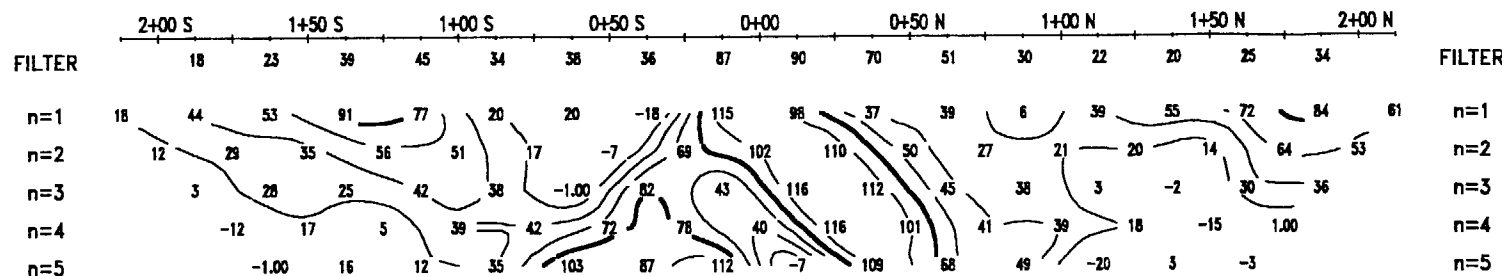 2+00 S 1+50 S 1+00 S 0+50 S 0+00 0+50 N 1+00 N 1+50 N 2+00 N
FILTER 18 23 39 45 34 38 36 87 90 70 51 30 22 20 25 34 FILTER
n=1 18 44 53 91 77 20 20 -18 115 98 37 39 6 39 55 72 84 61 n=1
n=2 12 29 35 56 51 17 -7 69 102 110 50 27 21 20 14 64 53 n=2
n=3 3 28 25 42 38 -1.00 82 43 116 112 45 38 3 -2 30 36 n=3
n=4 -12 17 5 39 42 72 78 40 116 101 41 39 18 -15 1.00 n=4
n=5 -1.00 16 12 35 103 87 112 -7 109 68 49 -20 3 -3 n=5